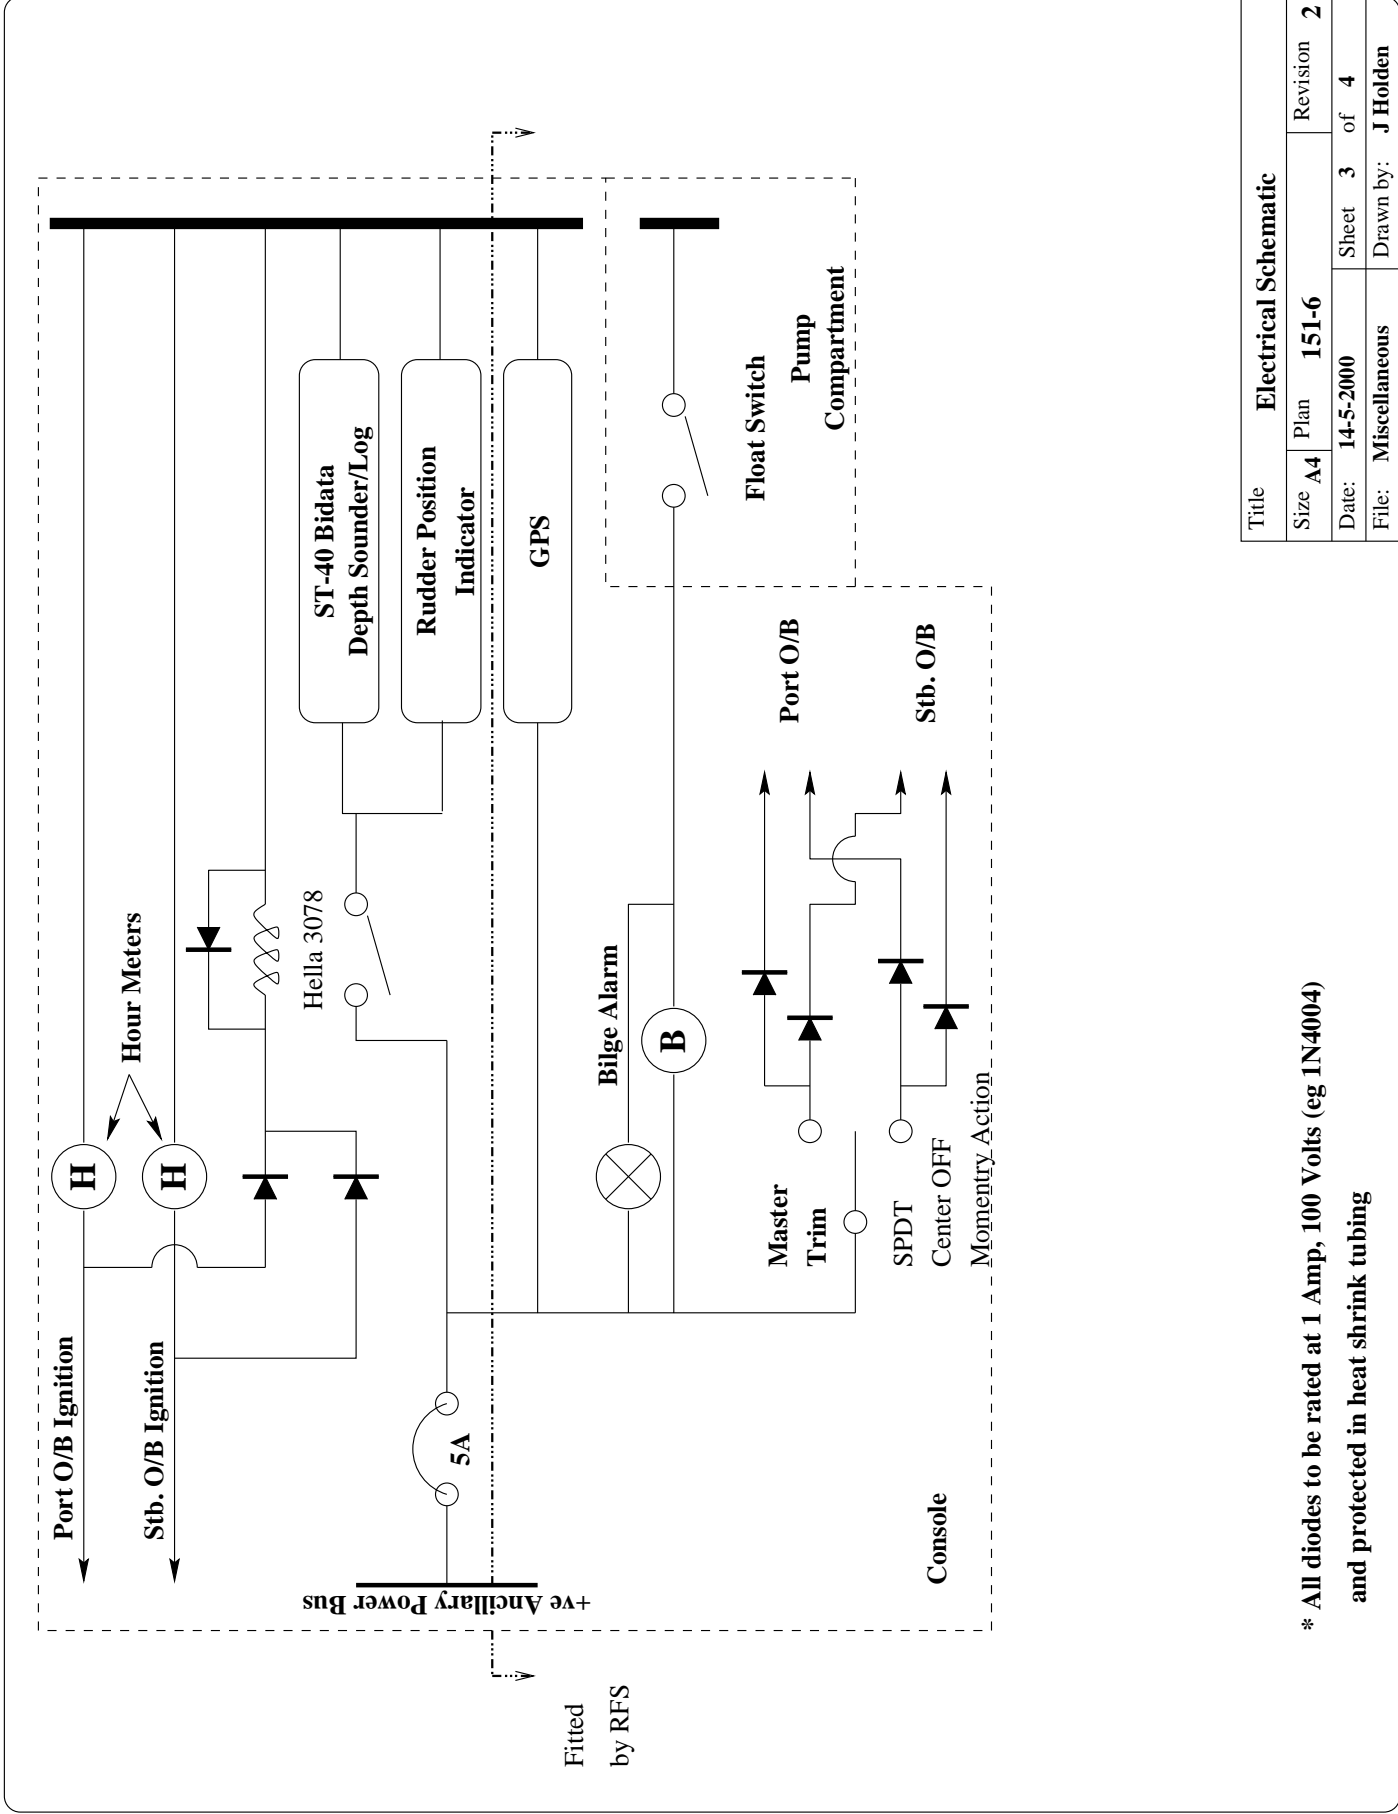 Port O/B Ignition
Stb. O/B Ignition
H
H
Hour Meters
Hella 3078
ST-40 Bidata
Depth Sounder/Log
Rudder Position
Indicator
GPS
+ve Ancillary Power Bus
5A
Fitted
by RFS
Bilge Alarm
B
Float Switch
Pump
Compartment
Master
Trim
SPDT
Center OFF
Momentry Action
Port O/B
Stb. O/B
Console
* All diodes to be rated at 1 Amp, 100 Volts (eg 1N4004)
and protected in heat shrink tubing
Title Electrical Schematic
Size A4 Plan 151-6 Revision 2
Date: 14-5-2000 Sheet 3 of 4
File: Miscellaneous Drawn by: J Holden